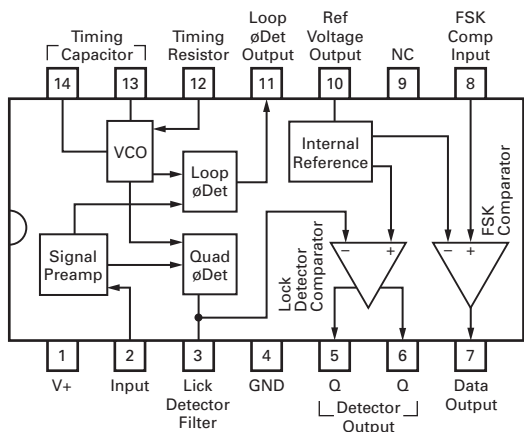 Timing
Capacitor
Timing
Resistor
Loop
øDet
Output
Ref
Voltage
Output
NC
FSK
Comp
Input
14
13
12
11
10
9
8
VCO
Loop
øDet
Internal
Reference
Signal
Preamp
Quad
øDet
Lock
Detector
Comparator
− +
FSK
Comparator
− +
1
2
3
4
5
6
7
V+
Input
Lick
Detector
Filter
GND
Q
Q
Detector
Output
Data
Output